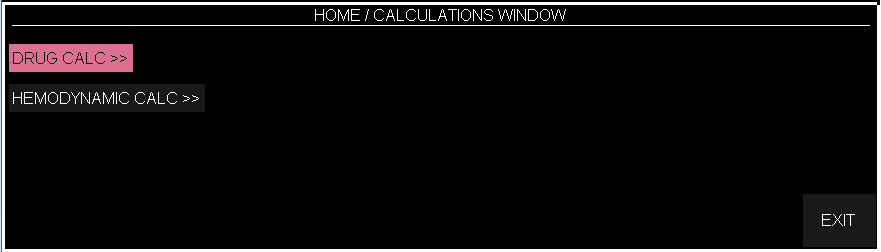 HOME / CALCULATIONS WINDOW
DRUG CALC >>
HEMODYNAMIC CALC >>
EXIT